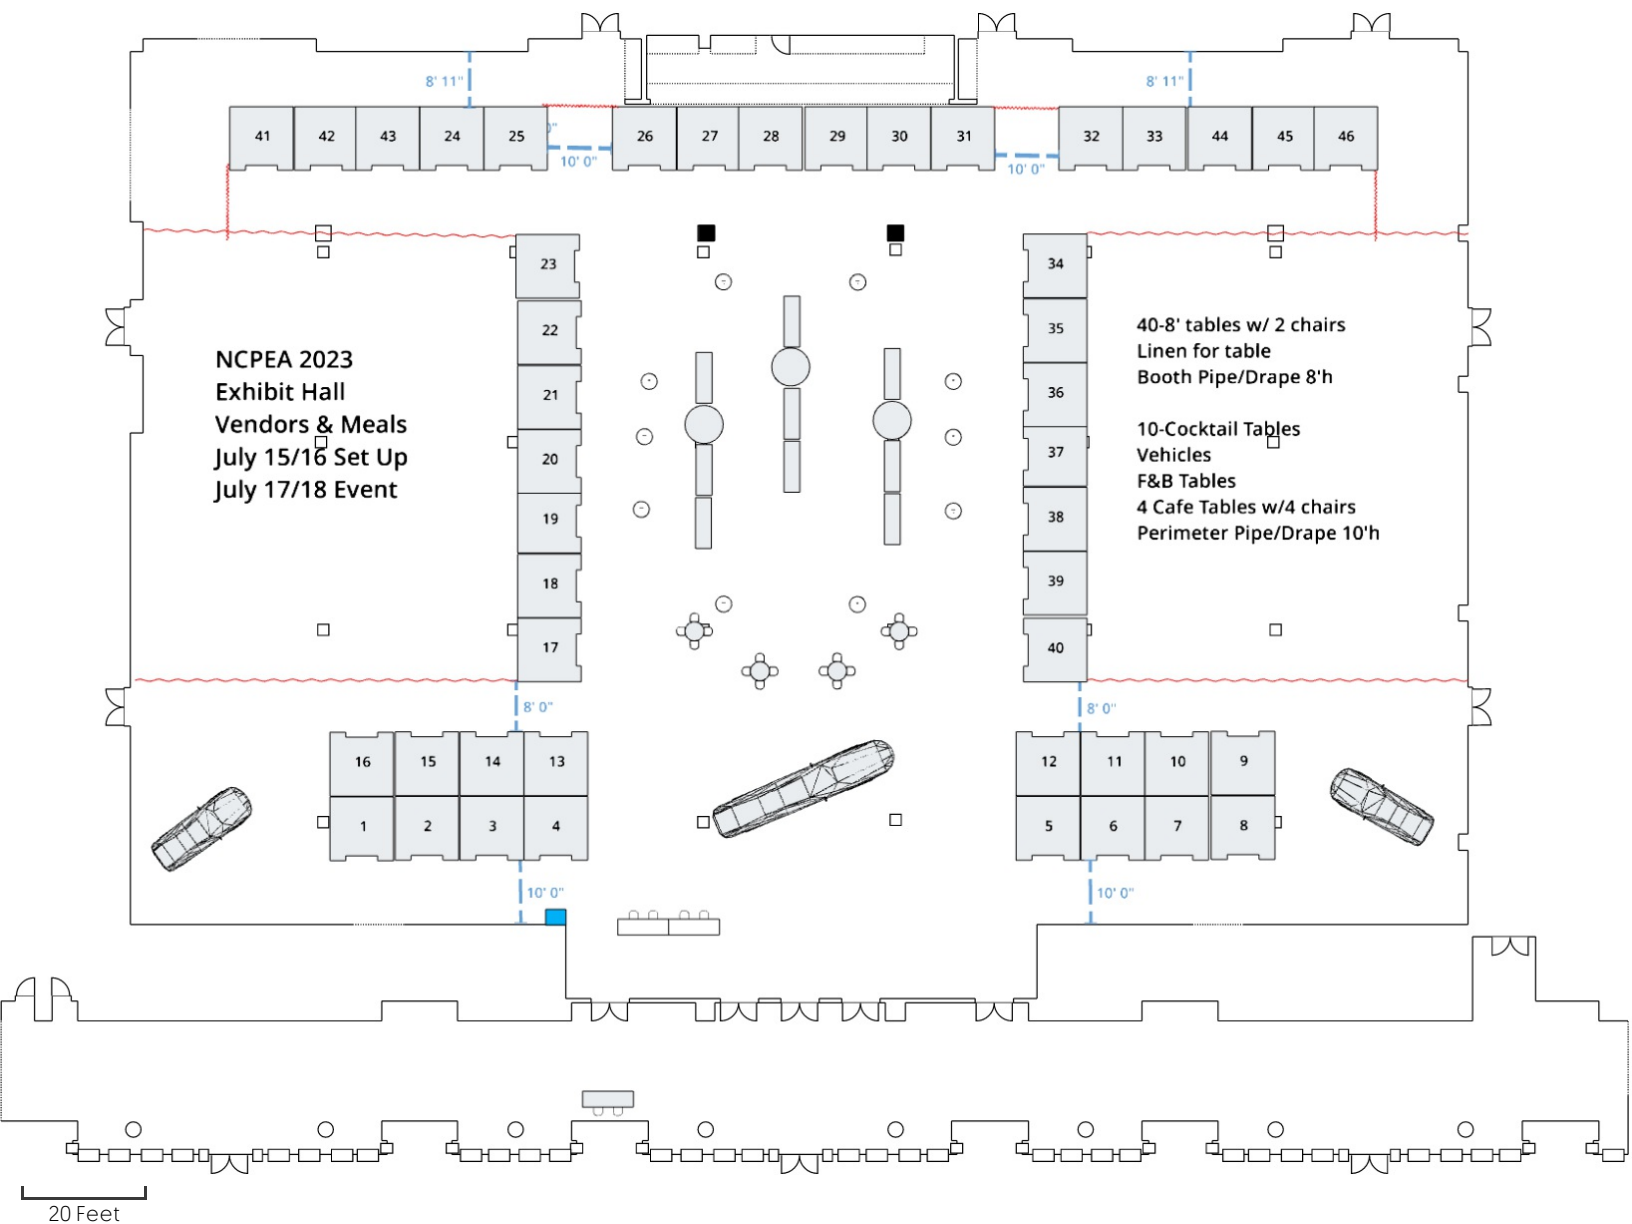 8' 11"
8' 11"
41 42 43 24 25
26 27 28 29 30 31
32 33 44 45 46
10' 0"
10' 0"
23
22
21
20
19
18
17
NCPEA 2023
Exhibit Hall
Vendors & Meals
July 15/16 Set Up
July 17/18 Event
34
35
36
37
38
39
40
40-8' tables w/ 2 chairs
Linen for table
Booth Pipe/Drape 8'h
10-Cocktail Tables
Vehicles
F&B Tables
4 Cafe Tables w/4 chairs
Perimeter Pipe/Drape 10'h
8' 0"
8' 0"
16 15 14 13
1 2 3 4
12 11 10 9
5 6 7 8
10' 0"
10' 0"
20 Feet